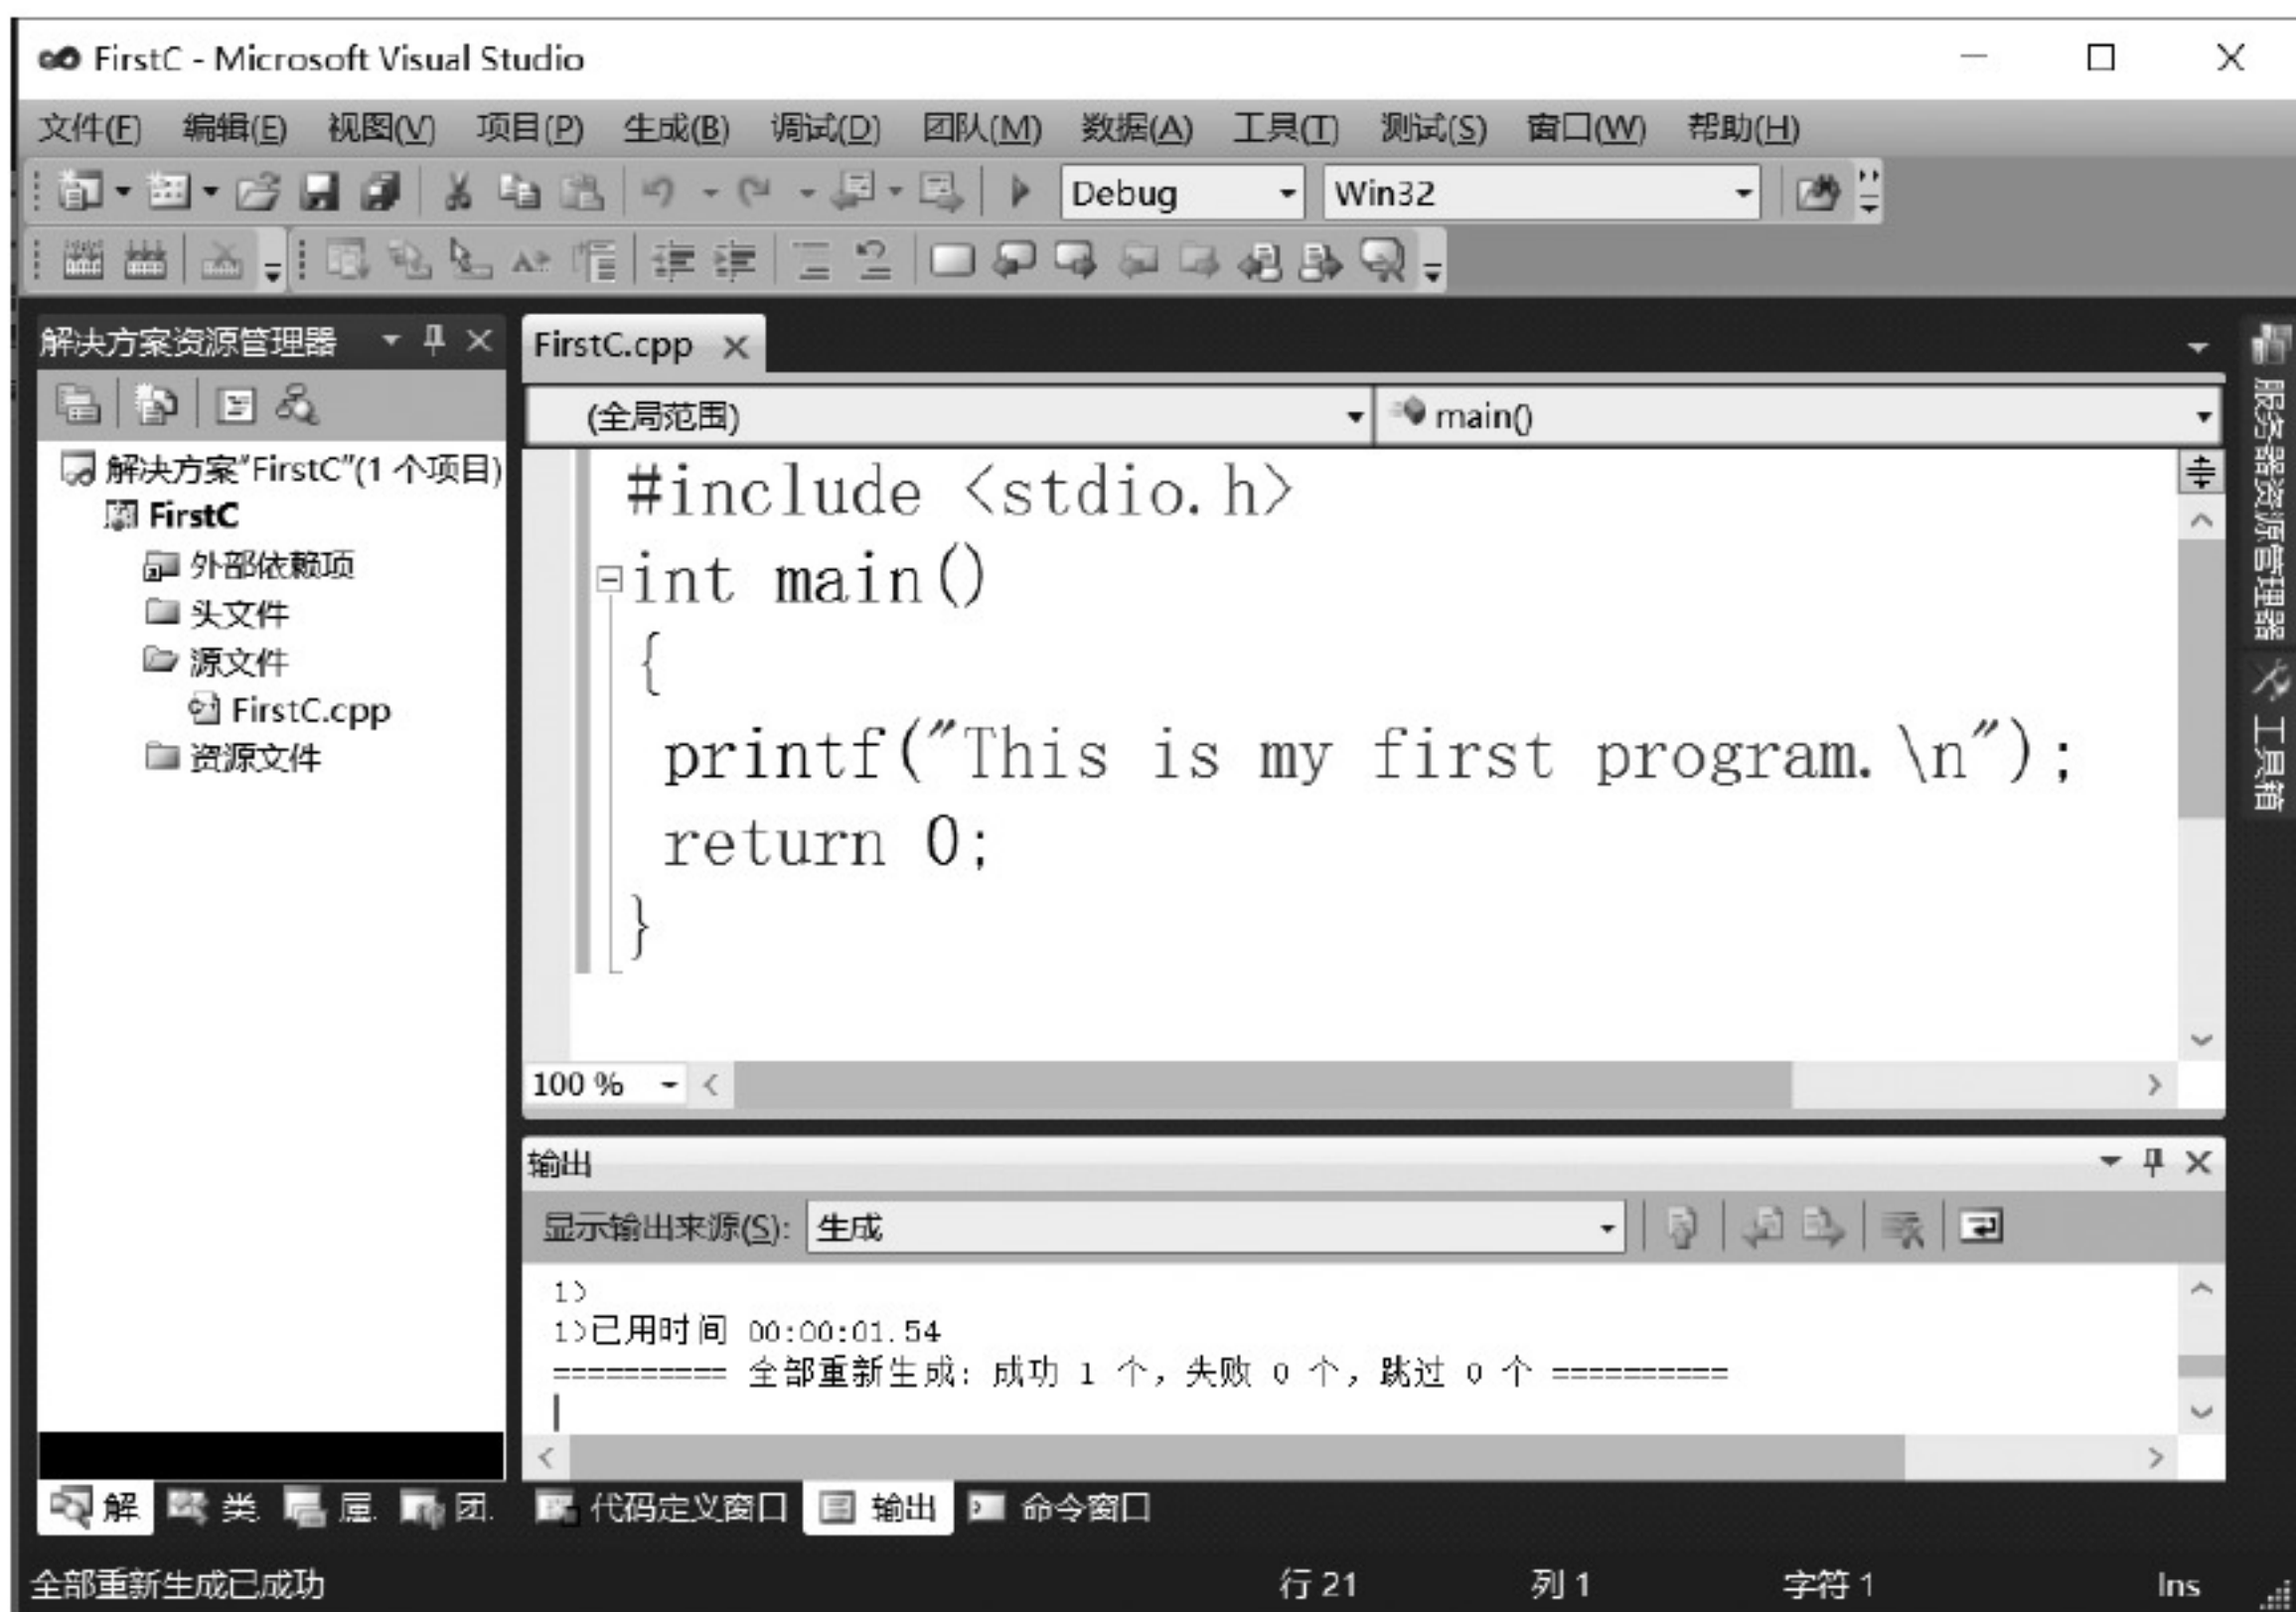 FirstC - Microsoft Visual Studio
文件(F) 编辑(E) 视图(V) 项目(P) 生成(B) 调试(D) 团队(M) 数据(A) 工具(T) 测试(S) 窗口(W) 帮助(H)
Debug Win32
解决方案资源管理器
解决方案"FirstC"(1 个项目)
FirstC
外部依赖项
头文件
源文件
FirstC.cpp
资源文件
FirstC.cpp
(全局范围) main()
#include <stdio.h>
int main()
{
printf("This is my first program.\n");
return 0;
}
100 %
输出
显示输出来源(S): 生成
1>
1>已用时间 00:00:01.54
========== 全部重新生成: 成功 1 个，失败 0 个，跳过 0 个 ==========
解 类 属 团 代码定义窗口 输出 命令窗口
全部重新生成已成功 行 21 列 1 字符 1 Ins
服务器资源管理器
工具箱